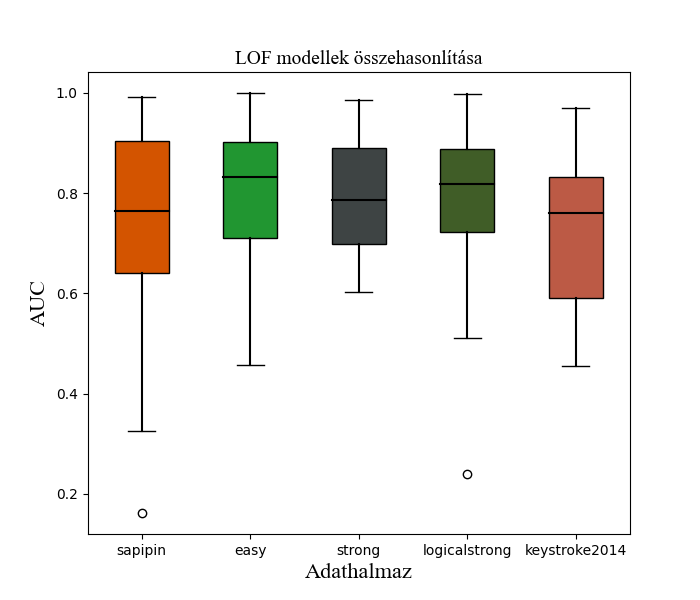 LOF modellek összehasonlítása
1.0
0.8
0.6
0.4
0.2
AUC
sapipin easy strong logicalstrong keystroke2014
Adathalmaz